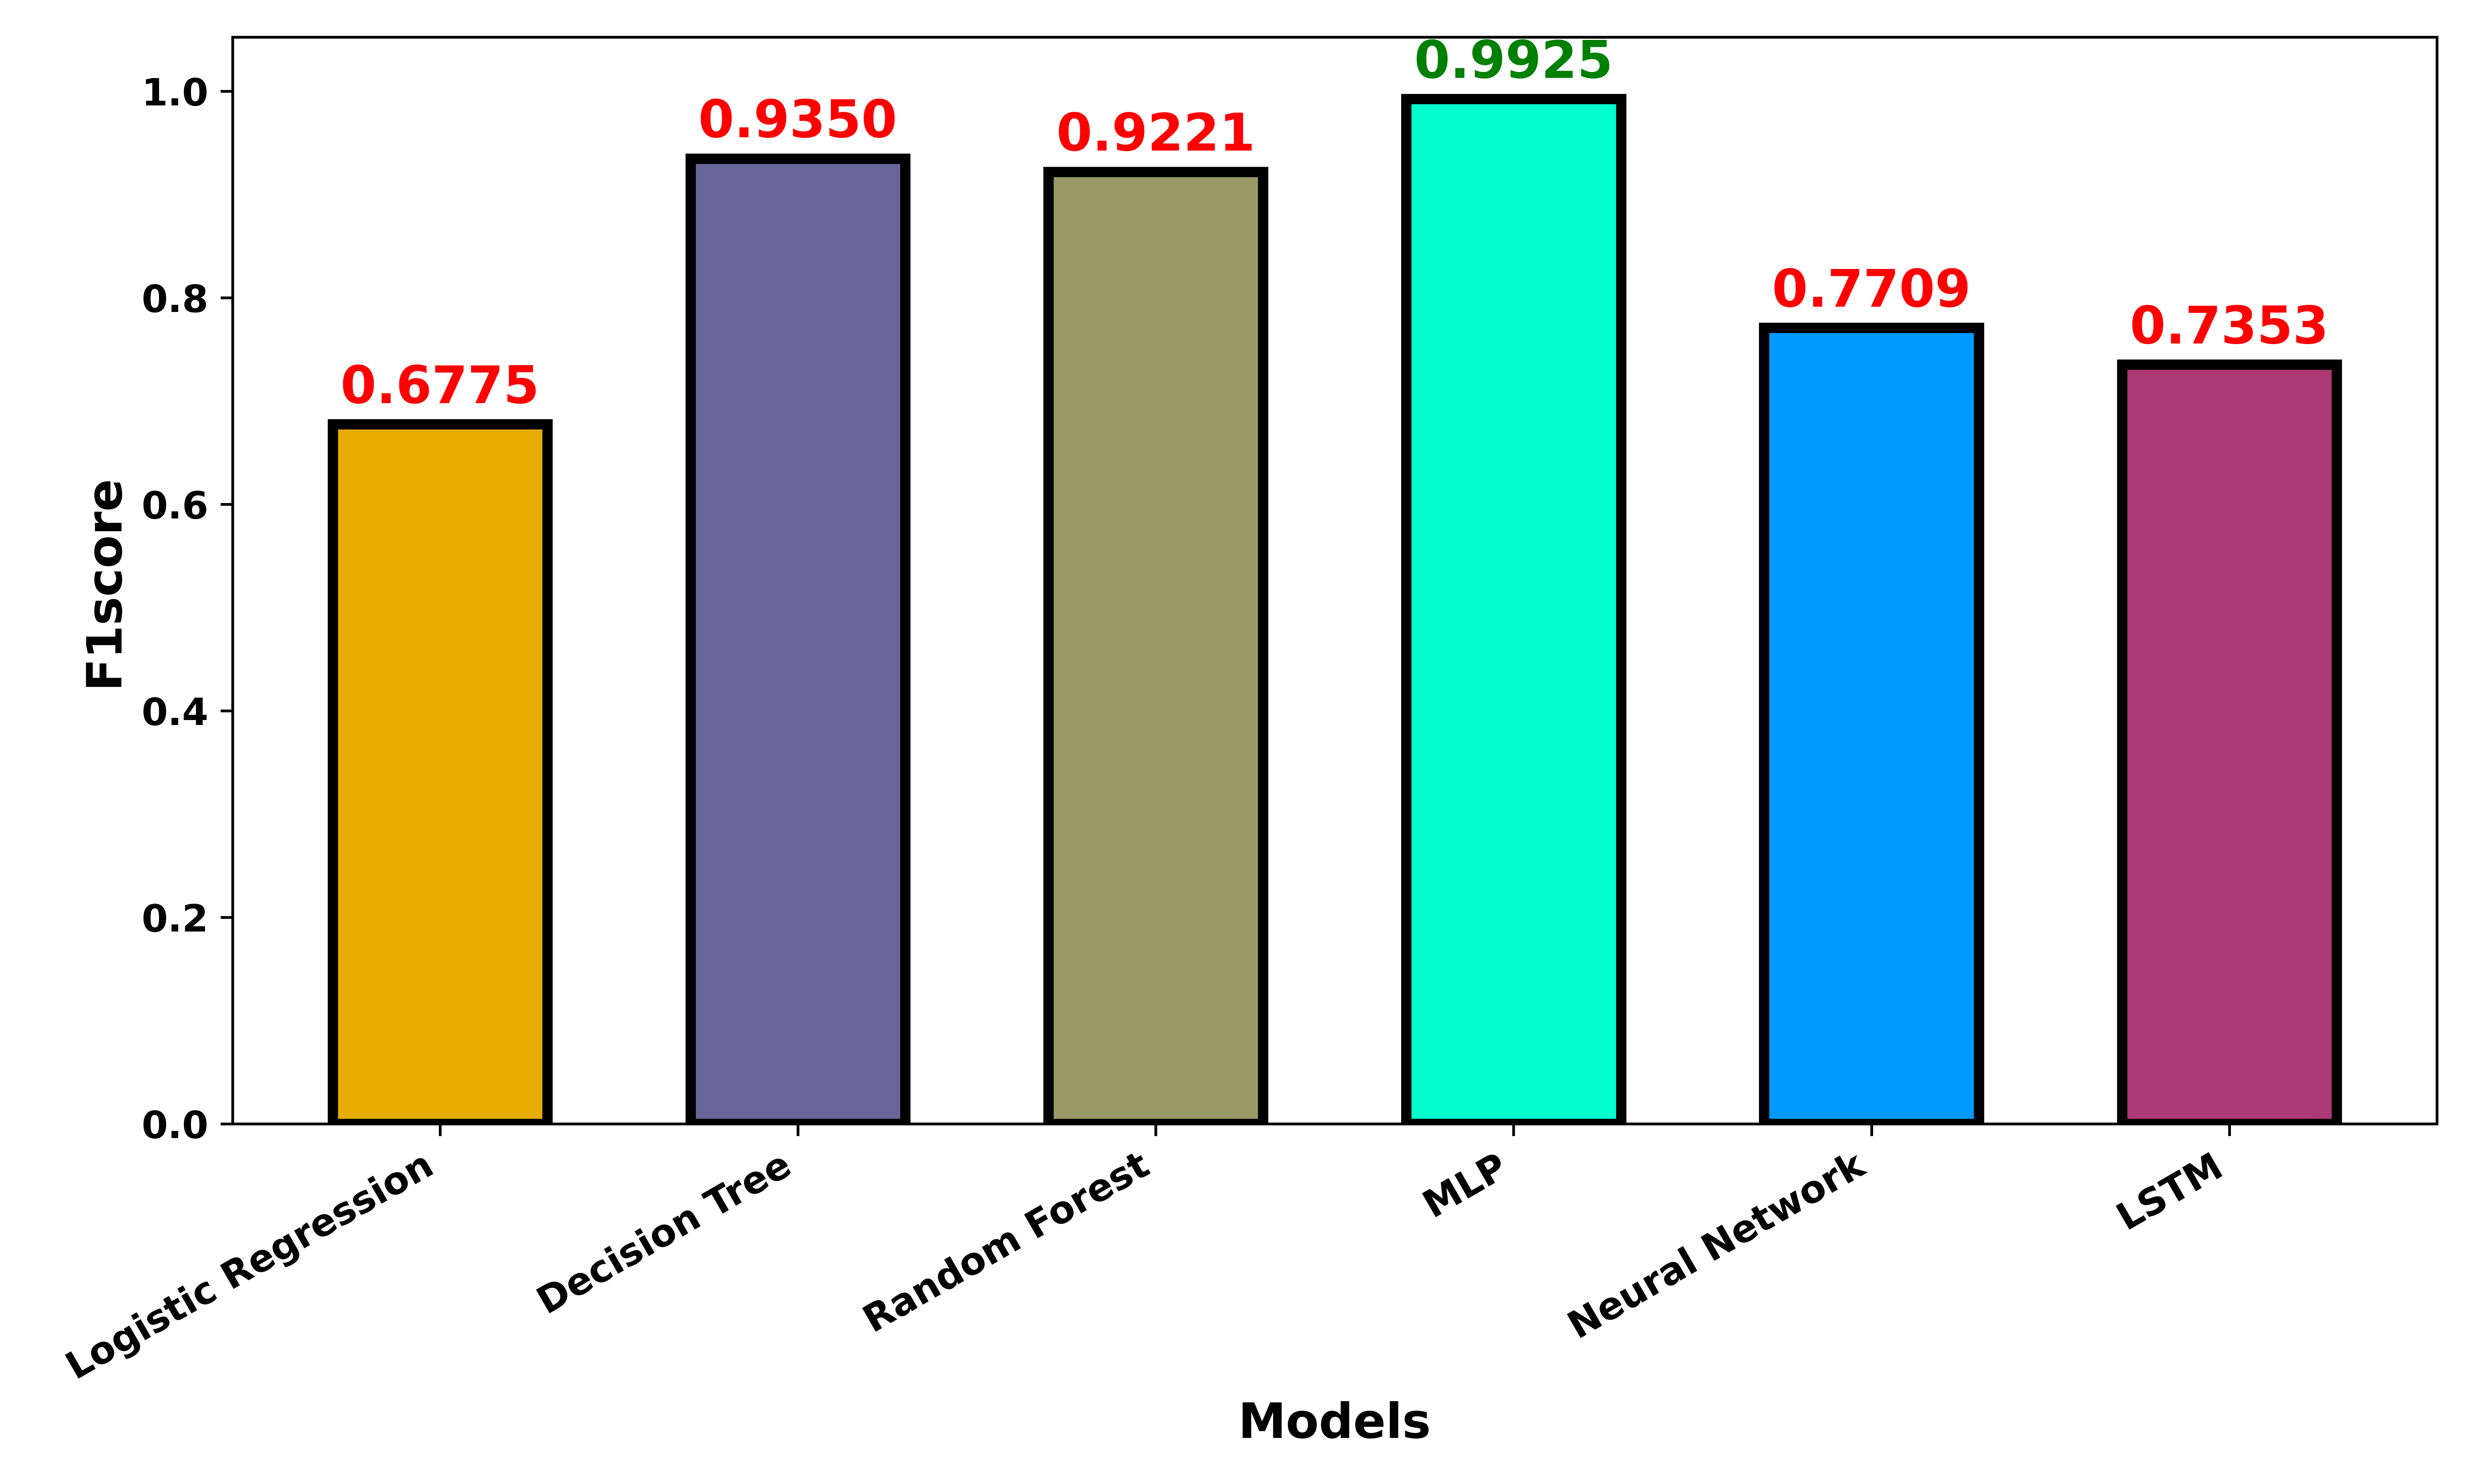 0.9925
0.9350
0.9221
0.7709
0.7353
0.6775
F1score
1.0
0.8
0.6
0.4
0.2
0.0
Logistic Regression
Decision Tree
Random Forest
MLP
Neural Network
LSTM
Models